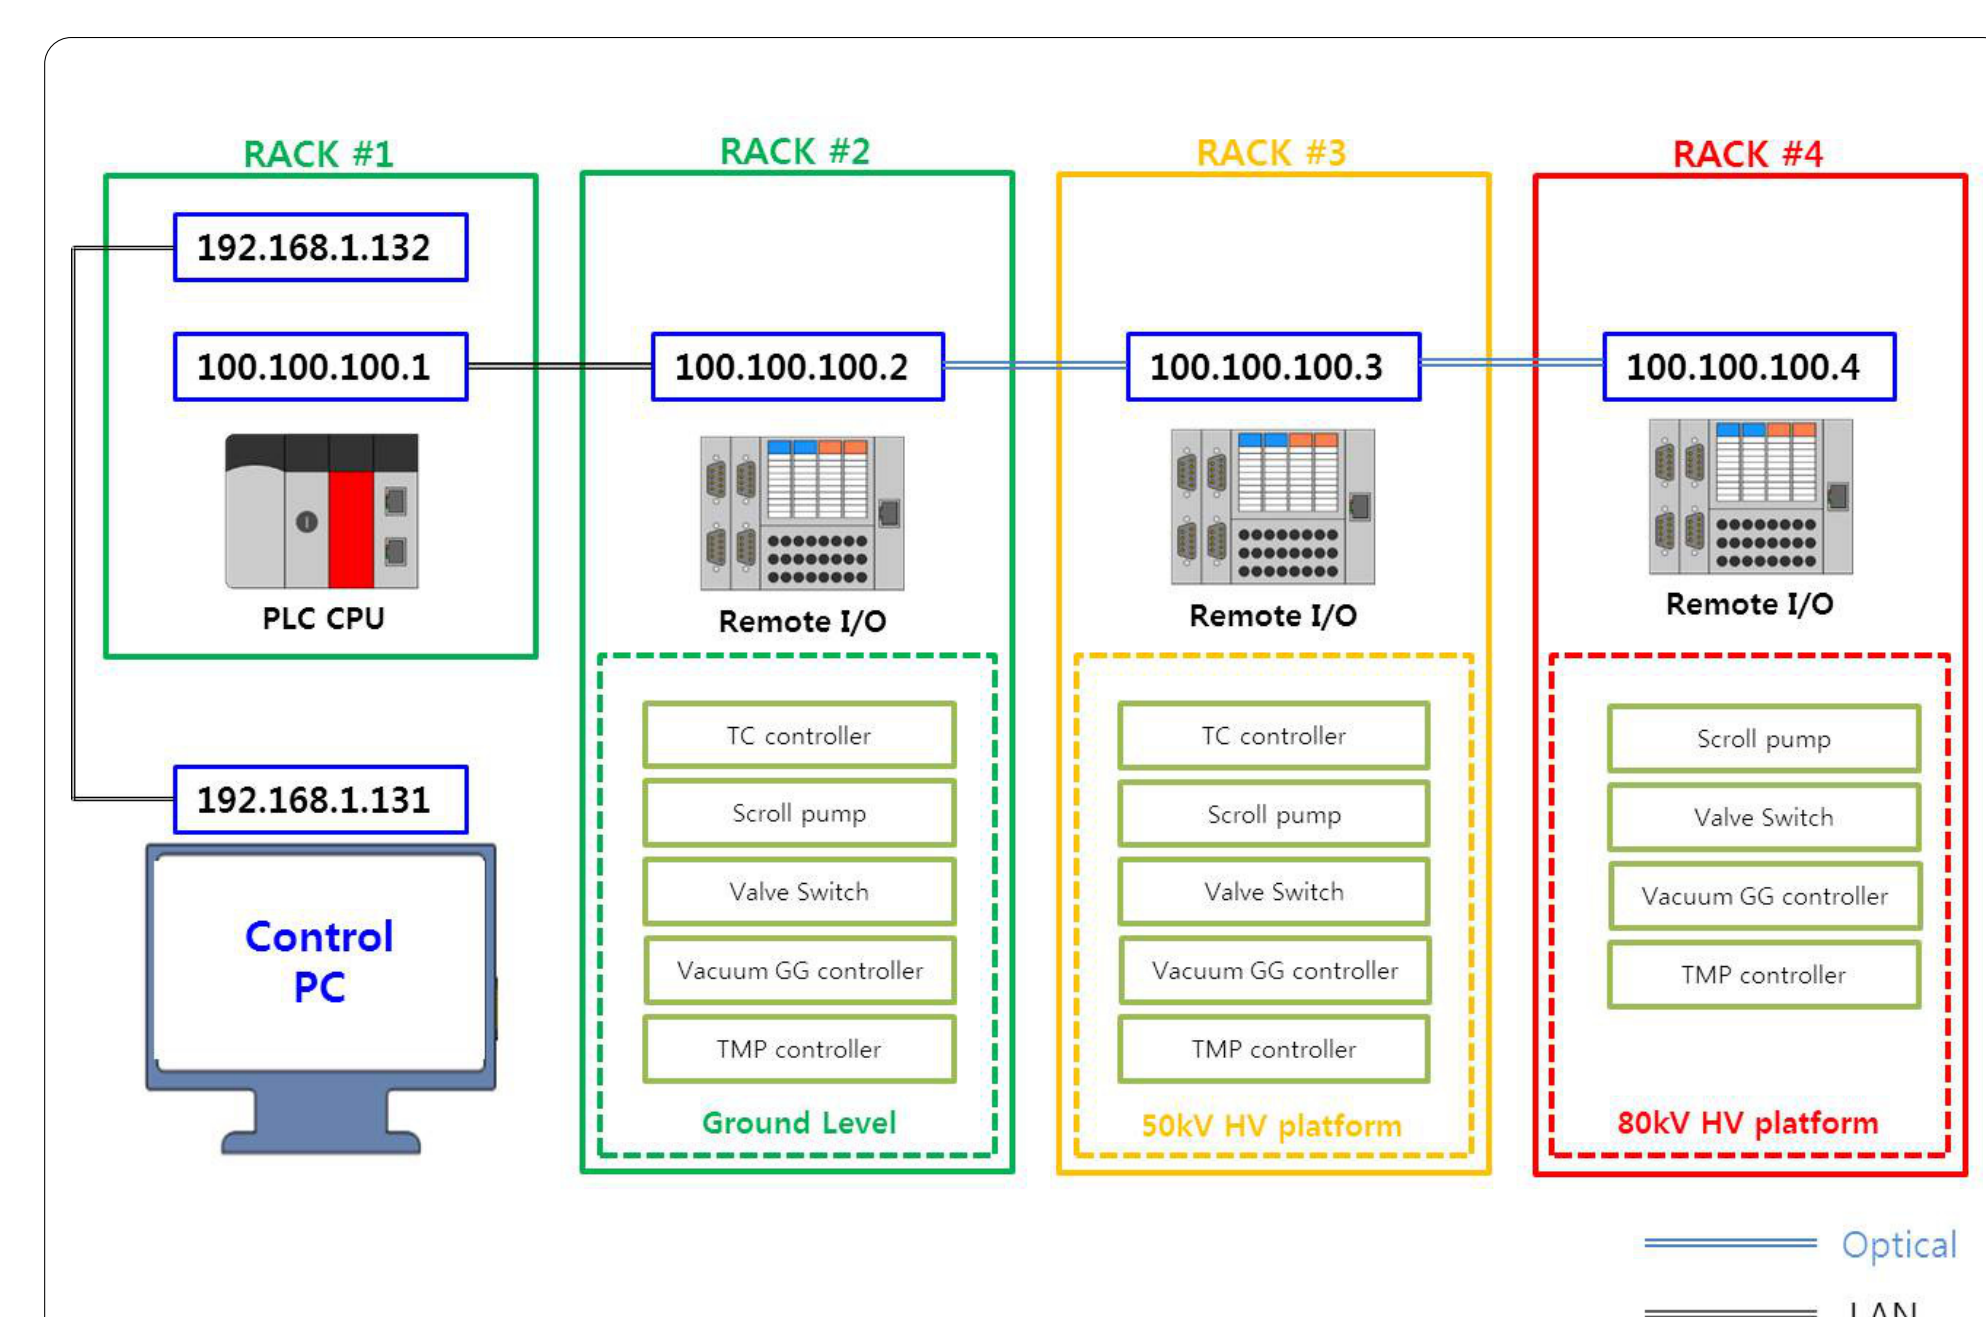 RACK #1
192.168.1.132
100.100.100.1
PLC CPU
192.168.1.131
Control
PC
RACK #2
100.100.100.2
Remote I/O
TC controller
Scroll pump
Valve Switch
Vacuum GG controller
TMP controller
Ground Level
RACK #3
100.100.100.3
Remote I/O
TC controller
Scroll pump
Valve Switch
Vacuum GG controller
TMP controller
50kV HV platform
RACK #4
100.100.100.4
Remote I/O
Scroll pump
Valve Switch
Vacuum GG controller
TMP controller
80kV HV platform
Optical
LAN